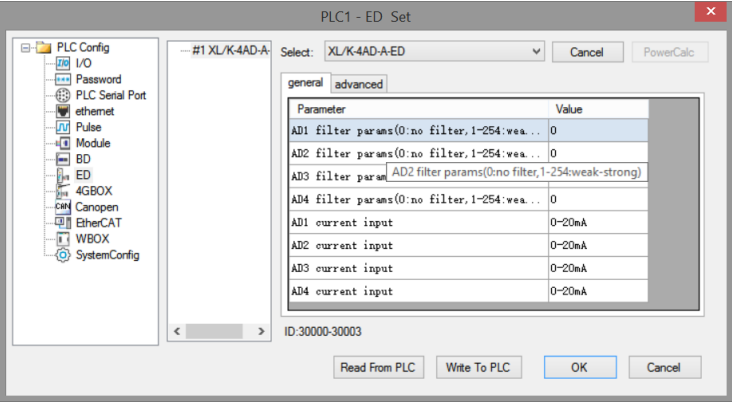 PLC1 - ED Set
PLC Config
I/O
Password
PLC Serial Port
ethernet
Pulse
Module
BD
ED
4GBOX
Canopen
EtherCAT
WBOX
SystemConfig
#1 XL/K-4AD-A-
Select: XL/K-4AD-A-ED Cancel PowerCalc
general advanced
Parameter Value
AD1 filter params(0:no filter,1-254:wea... 0
AD2 filter params(0:no filter,1-254:wea... 0
AD3 filter param
AD2 filter params(0:no filter,1-254:weak-strong)
AD4 filter params(0:no filter,1-254:wea... 0
AD1 current input 0-20mA
AD2 current input 0-20mA
AD3 current input 0-20mA
AD4 current input 0-20mA
ID:30000-30003
Read From PLC Write To PLC OK Cancel